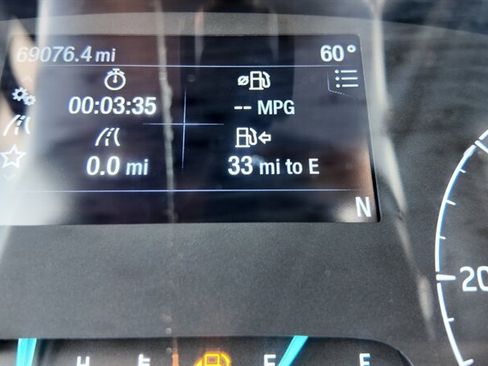 69076.4 mi 60°
00:03:35 -- MPG
0.0 mi 33 mi to E
N
20
H E F